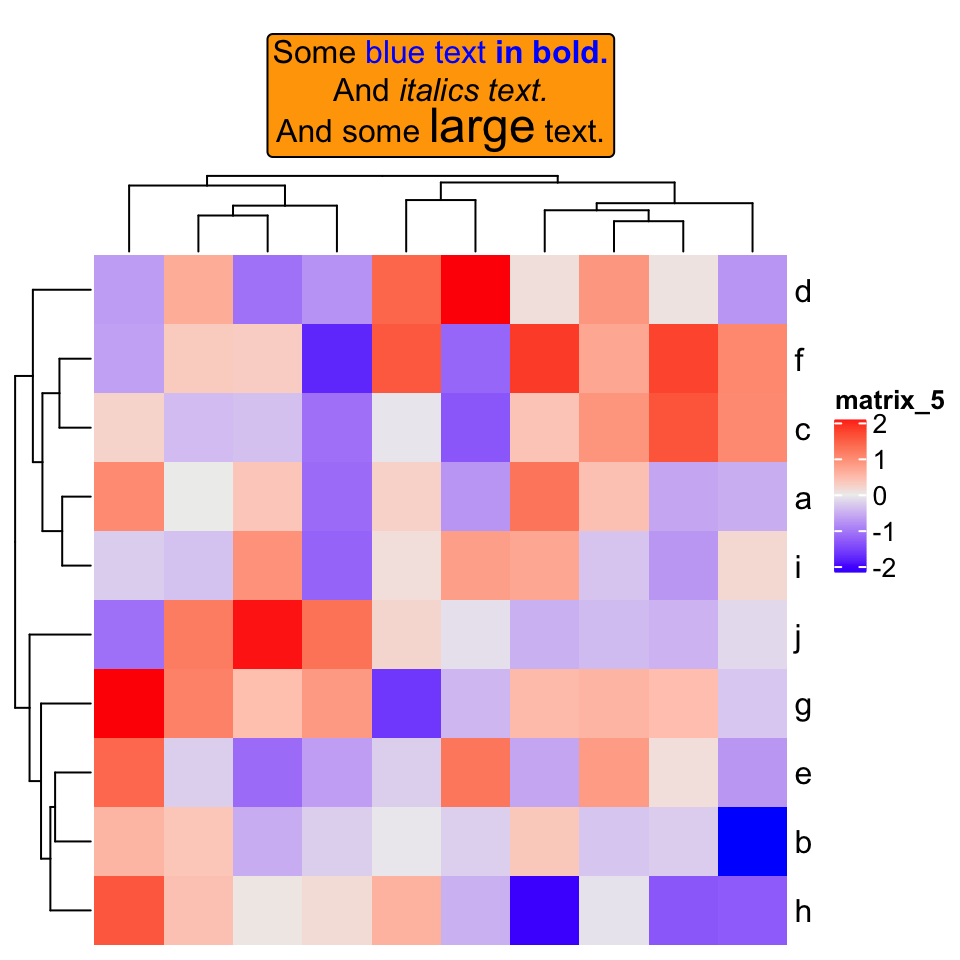 Some blue text in bold.
And italics text.
And some large text.
d
f
c
a
i
j
g
e
b
h
matrix_5
2
1
0
-1
-2